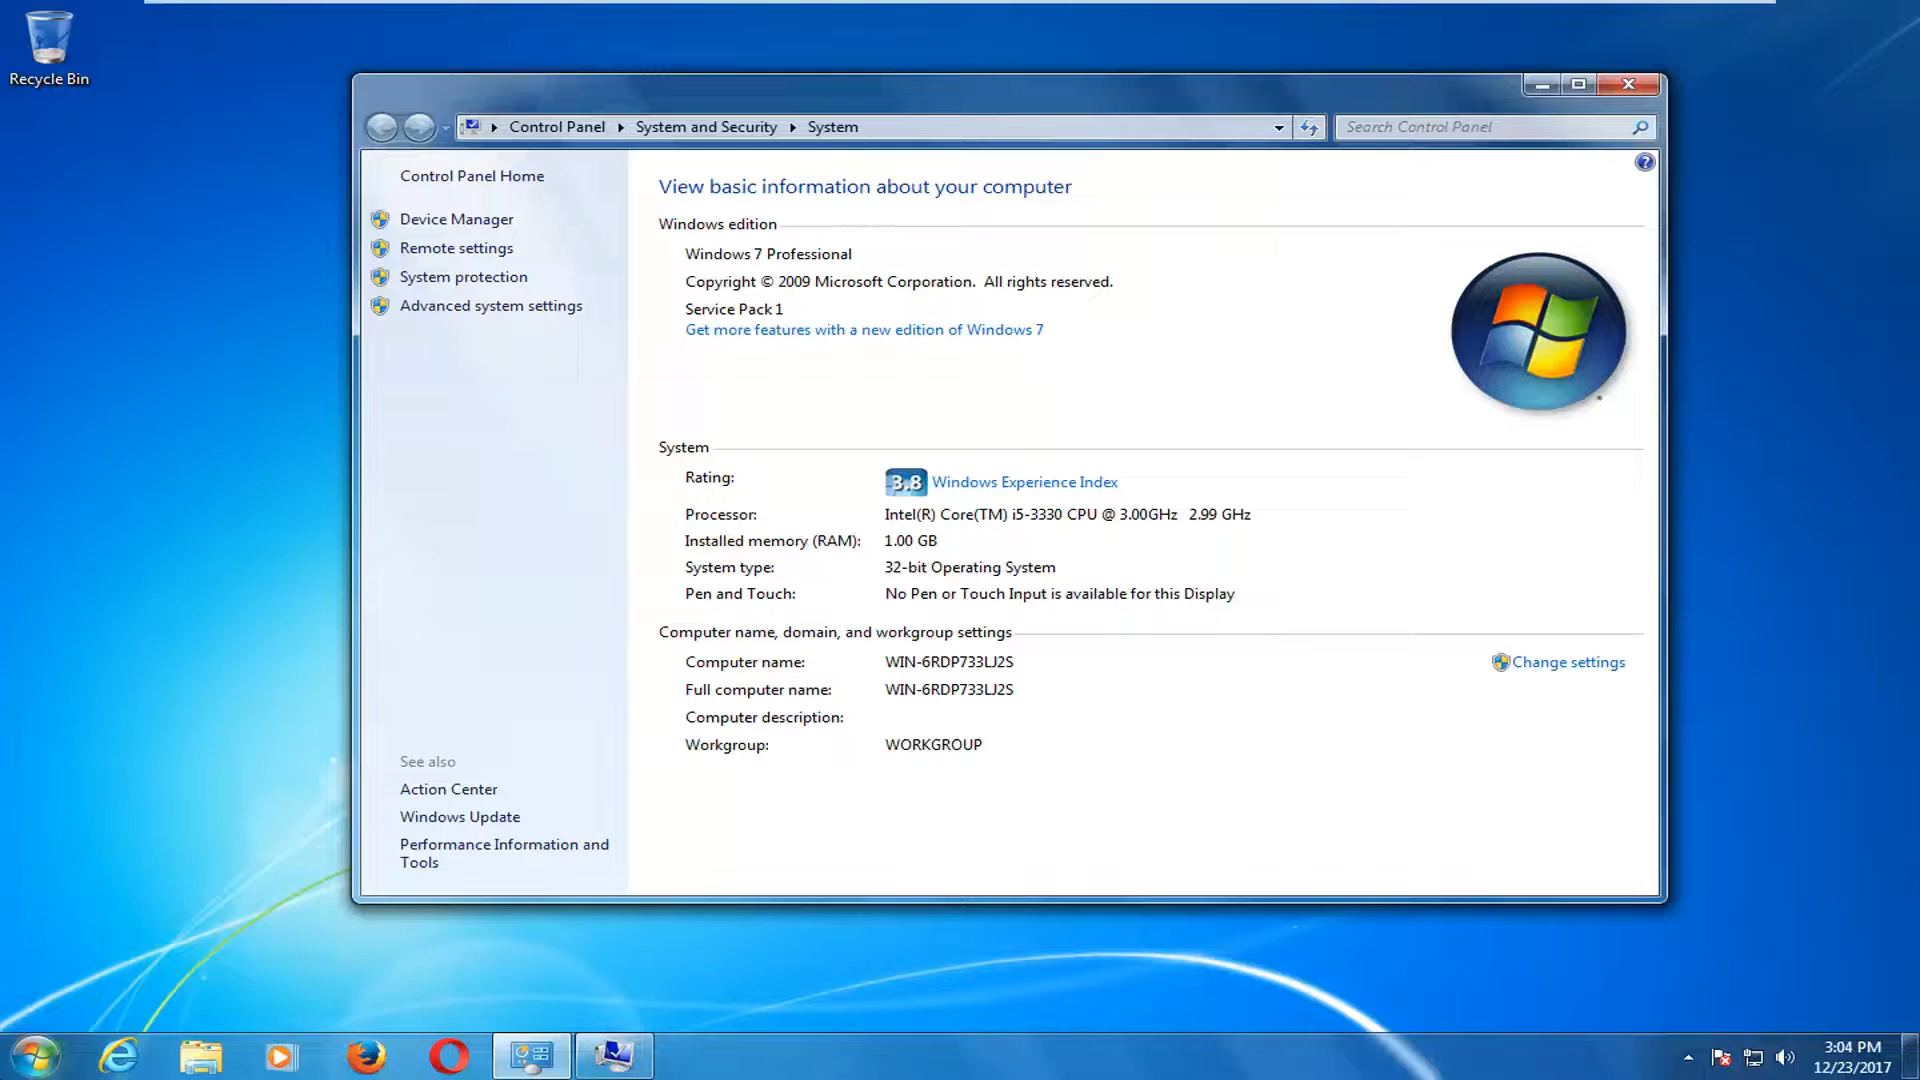 Recycle Bin
Control Panel System and Security System
Search Control Panel
Control Panel Home
Device Manager
Remote settings
System protection
Advanced system settings
See also
Action Center
Windows Update
Performance Information and
Tools
View basic information about your computer
Windows edition
Windows 7 Professional
Copyright © 2009 Microsoft Corporation. All rights reserved.
Service Pack 1
Get more features with a new edition of Windows 7
System
Rating: 3.8 Windows Experience Index
Processor: Intel(R) Core(TM) i5-3330 CPU @ 3.00GHz 2.99 GHz
Installed memory (RAM): 1.00 GB
System type: 32-bit Operating System
Pen and Touch: No Pen or Touch Input is available for this Display
Computer name, domain, and workgroup settings
Computer name: WIN-6RDP733LJ2S Change settings
Full computer name: WIN-6RDP733LJ2S
Computer description:
Workgroup: WORKGROUP
3:04 PM
12/23/2017